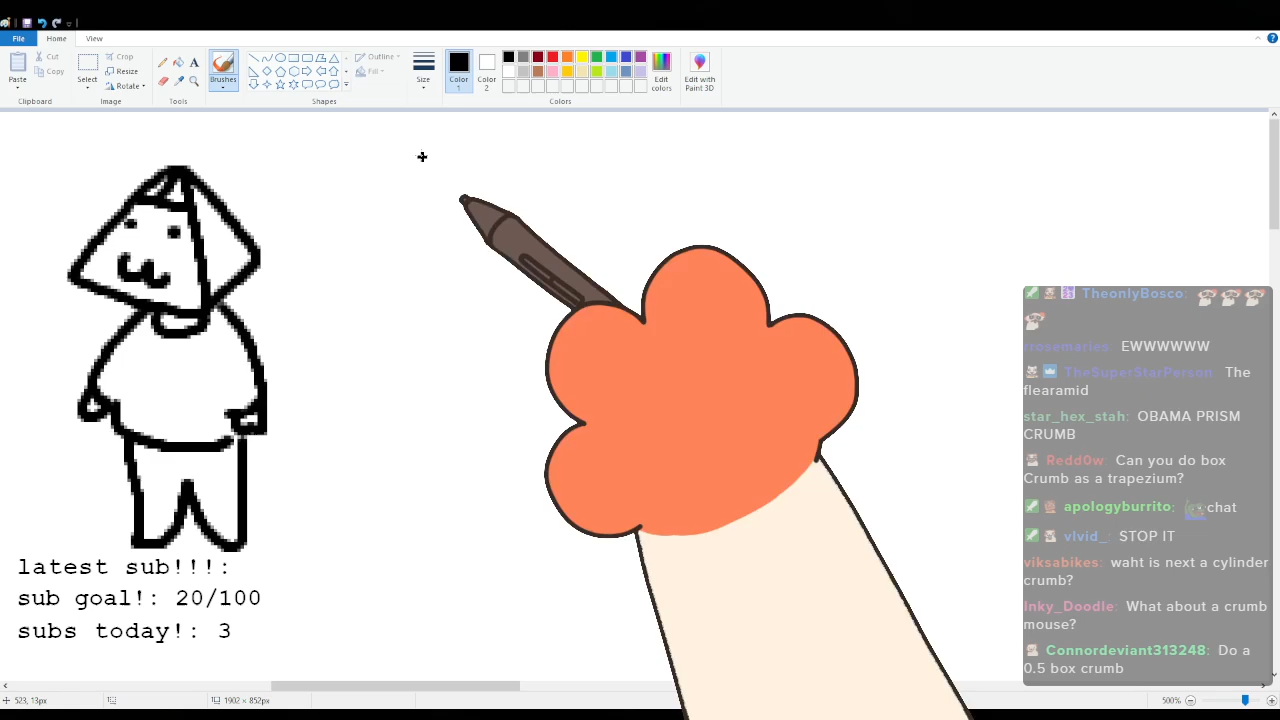 File Home View
Paste
Cut
Copy
Clipboard
Select
Crop
Resize
Rotate
Image
Tools
Brushes
Shapes
Outline
Fill
Size
Color 1
Color 2
Colors
Edit colors
Edit with Paint 3D
latest sub!!!:
sub goal!: 20/100
subs today!: 3
TheonlyBosco:
rrosemaries: EWWWWWW
TheSuperStarPerson: The
flearamid
star_hex_stah: OBAMA PRISM
CRUMB
Redd0w Can you do box
Crumb as a trapezium?
apologyburrito: chat
vlvid_: STOP IT
viksabikes: waht is next a cylinder
crumb?
Inky_Doodle: What about a crumb
mouse?
Connordeviant313248: Do a
0.5 box crumb
523, 13px
1902 × 852px
500%